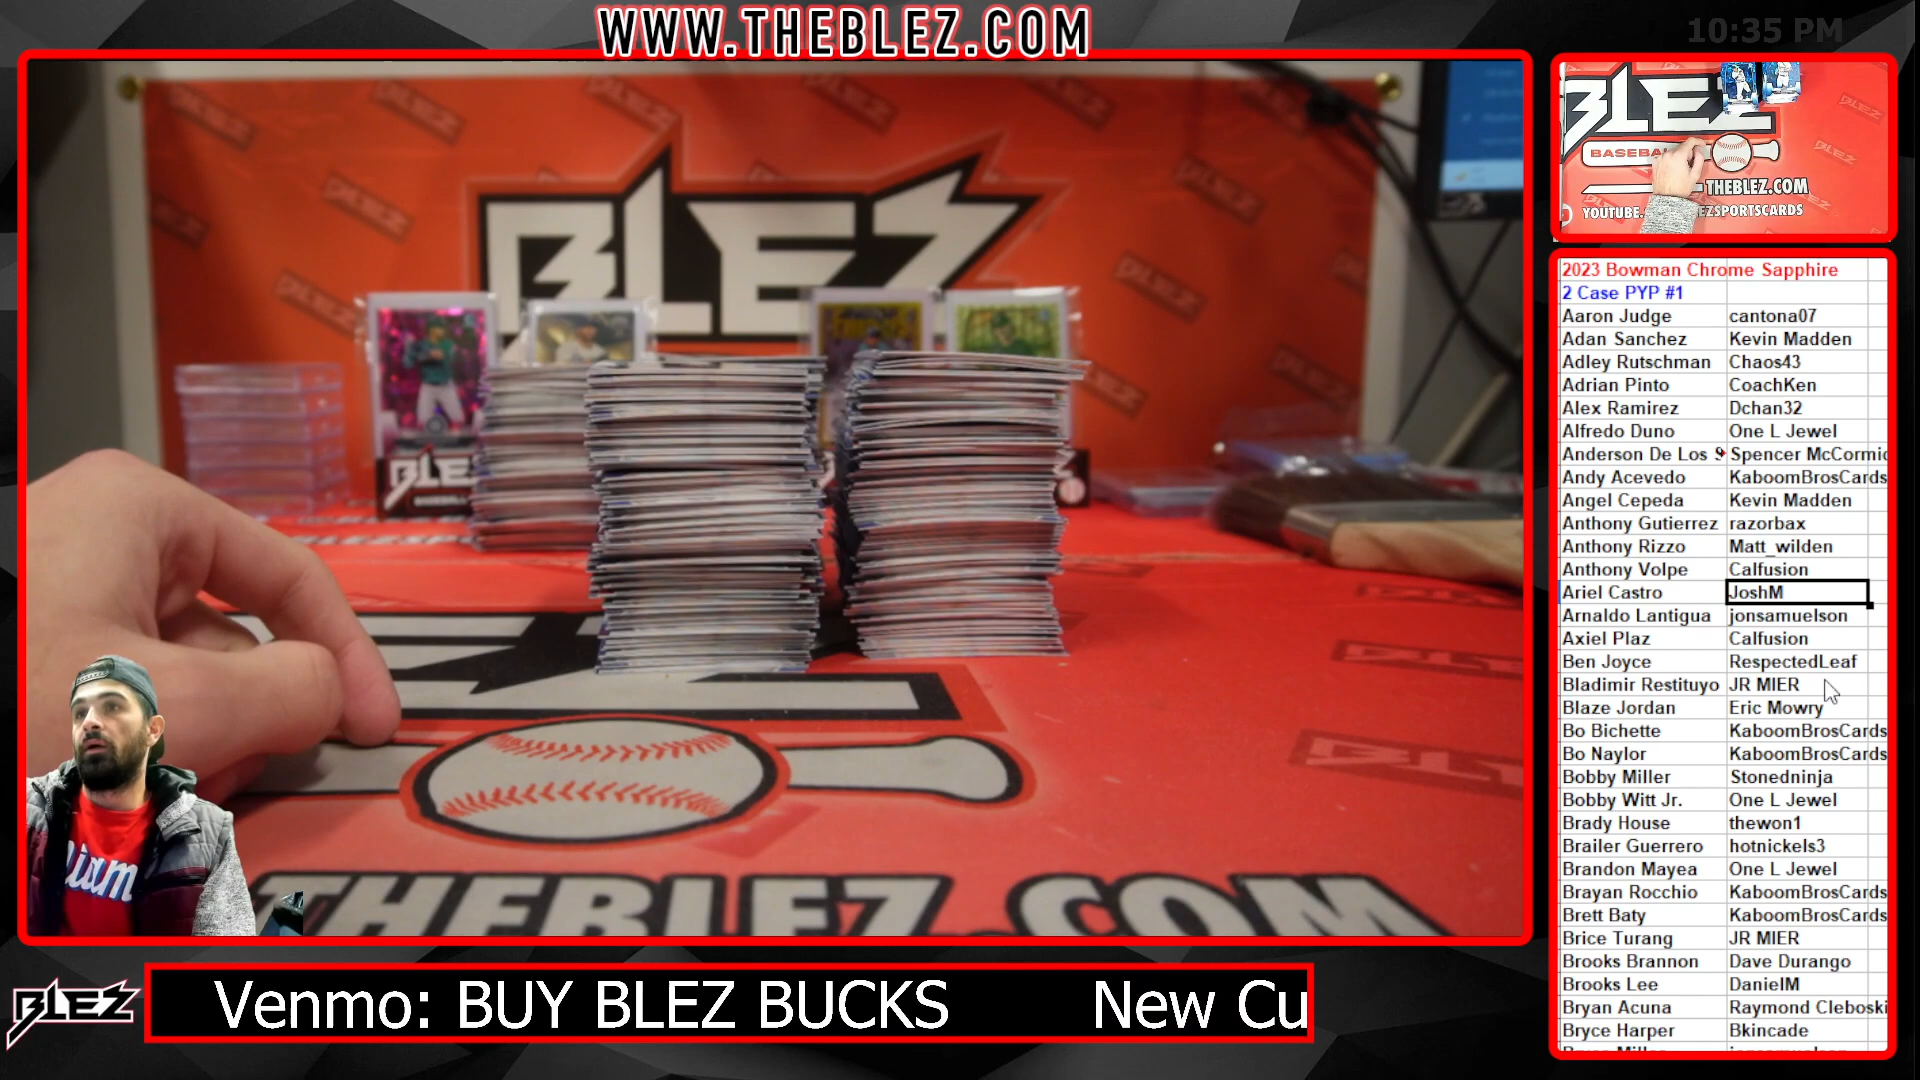 WWW.THEBLEZ.COM
10:35 PM
BLEZ
BLEZ
BASEBA
THEBLEZ.COM
YOUTUBE.
EZSPORTSCARDS
BLEZ
THEBLEZ.COM
2023 Bowman Chrome Sapphire
2 Case PYP #1
Aaron Judge cantona07
Adan Sanchez Kevin Madden
Adley Rutschman Chaos43
Adrian Pinto CoachKen
Alex Ramirez Dchan32
Alfredo Duno One L Jewel
Anderson De Los S Spencer McCormic
Andy Acevedo KaboomBrosCards
Angel Cepeda Kevin Madden
Anthony Gutierrez razorbax
Anthony Rizzo Matt_wilden
Anthony Volpe Calfusion
Ariel Castro JoshM
Arnaldo Lantigua jonsamuelson
Axiel Plaz Calfusion
Ben Joyce RespectedLeaf
Bladimir Restituyo JR MIER
Blaze Jordan Eric Mowry
Bo Bichette KaboomBrosCards
Bo Naylor KaboomBrosCards
Bobby Miller Stonedninja
Bobby Witt Jr. One L Jewel
Brady House thewon1
Brailer Guerrero hotnickels3
Brandon Mayea One L Jewel
Brayan Rocchio KaboomBrosCards
Brett Baty KaboomBrosCards
Brice Turang JR MIER
Brooks Brannon Dave Durango
Brooks Lee DanielM
Bryan Acuna Raymond Cleboski
Bryce Harper Bkincade
BLEZ
Venmo: BUY BLEZ BUCKS New Cu